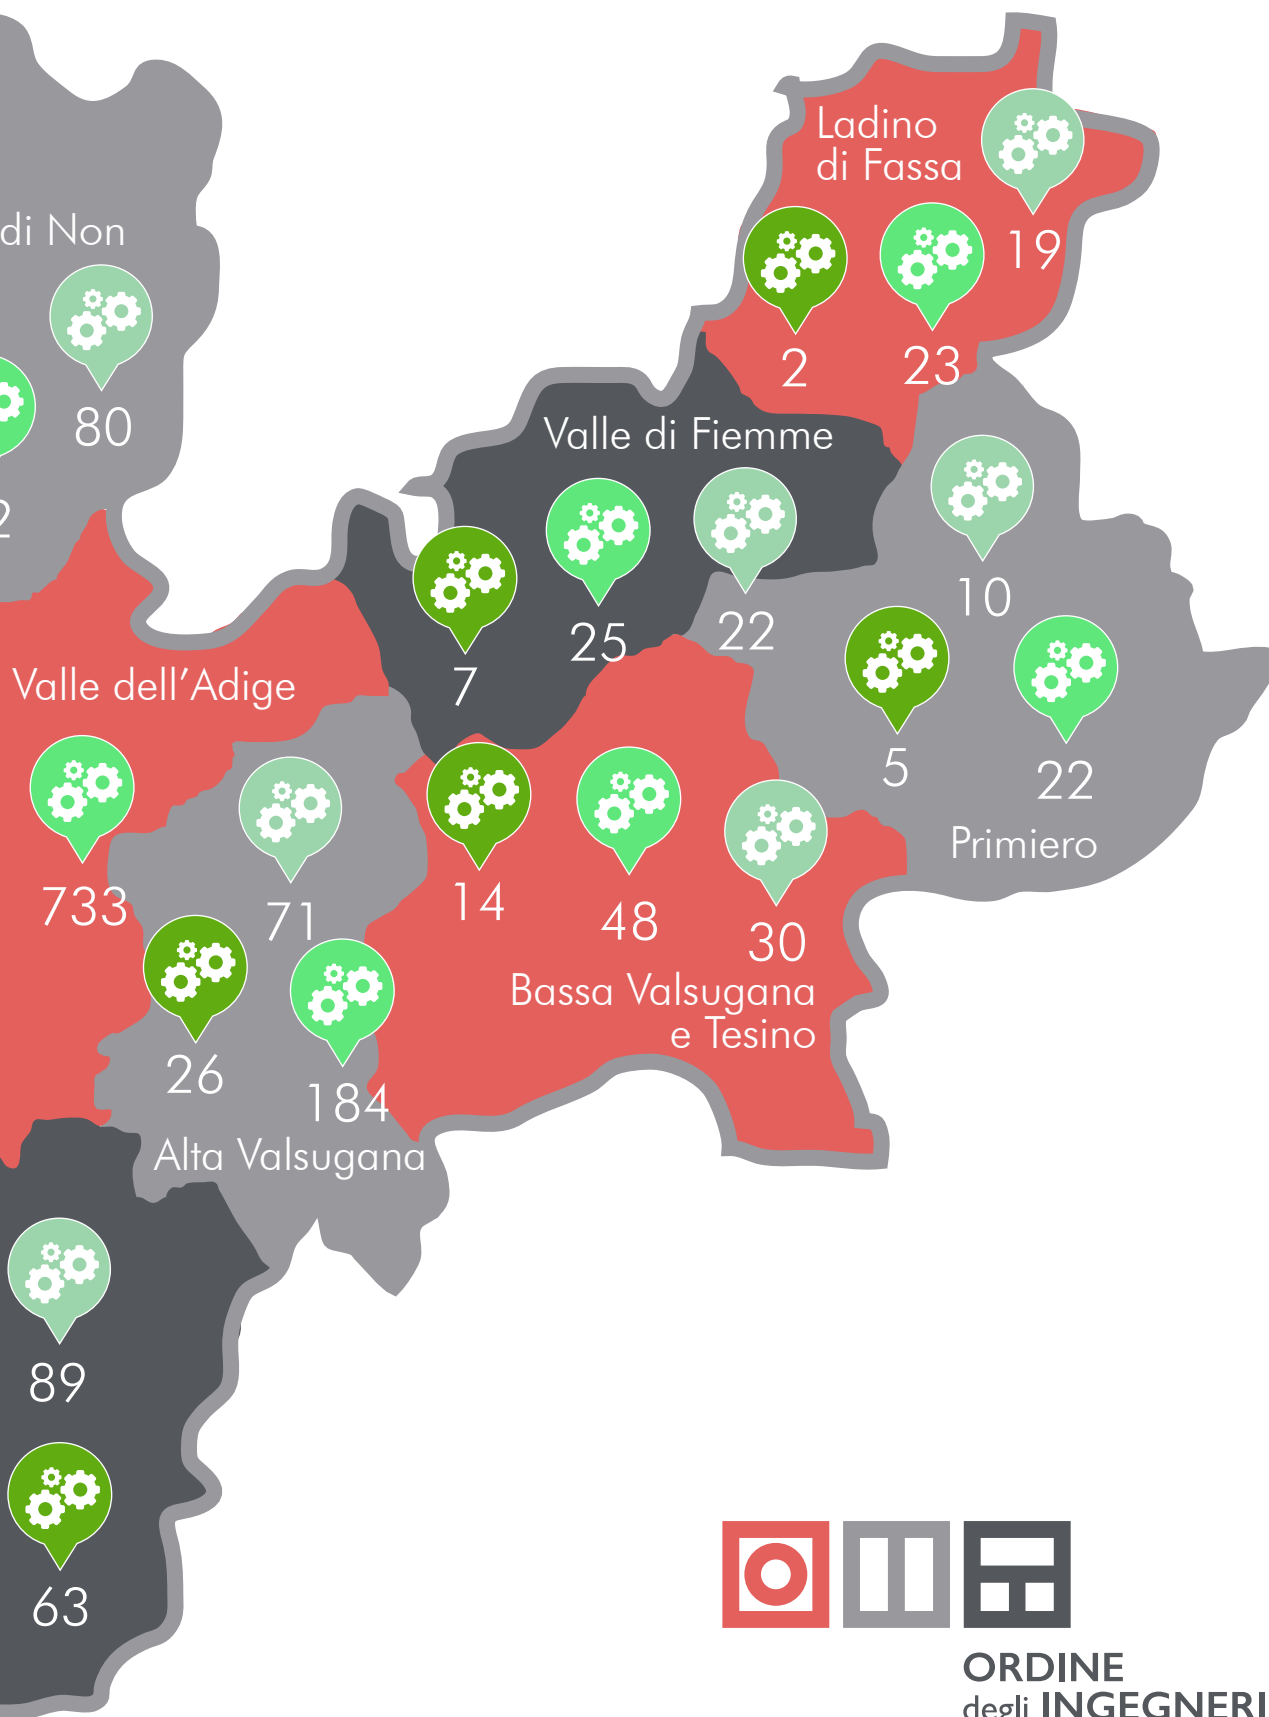 Ladino
di Fassa
19
2
23
di Non
80
2
Valle di Fiemme
7
25
22
10
5
22
Primiero
Valle dell'Adige
733
71
26
184
Alta Valsugana
14
48
30
Bassa Valsugana
e Tesino
89
63
ORDINE
degli INGEGNERI